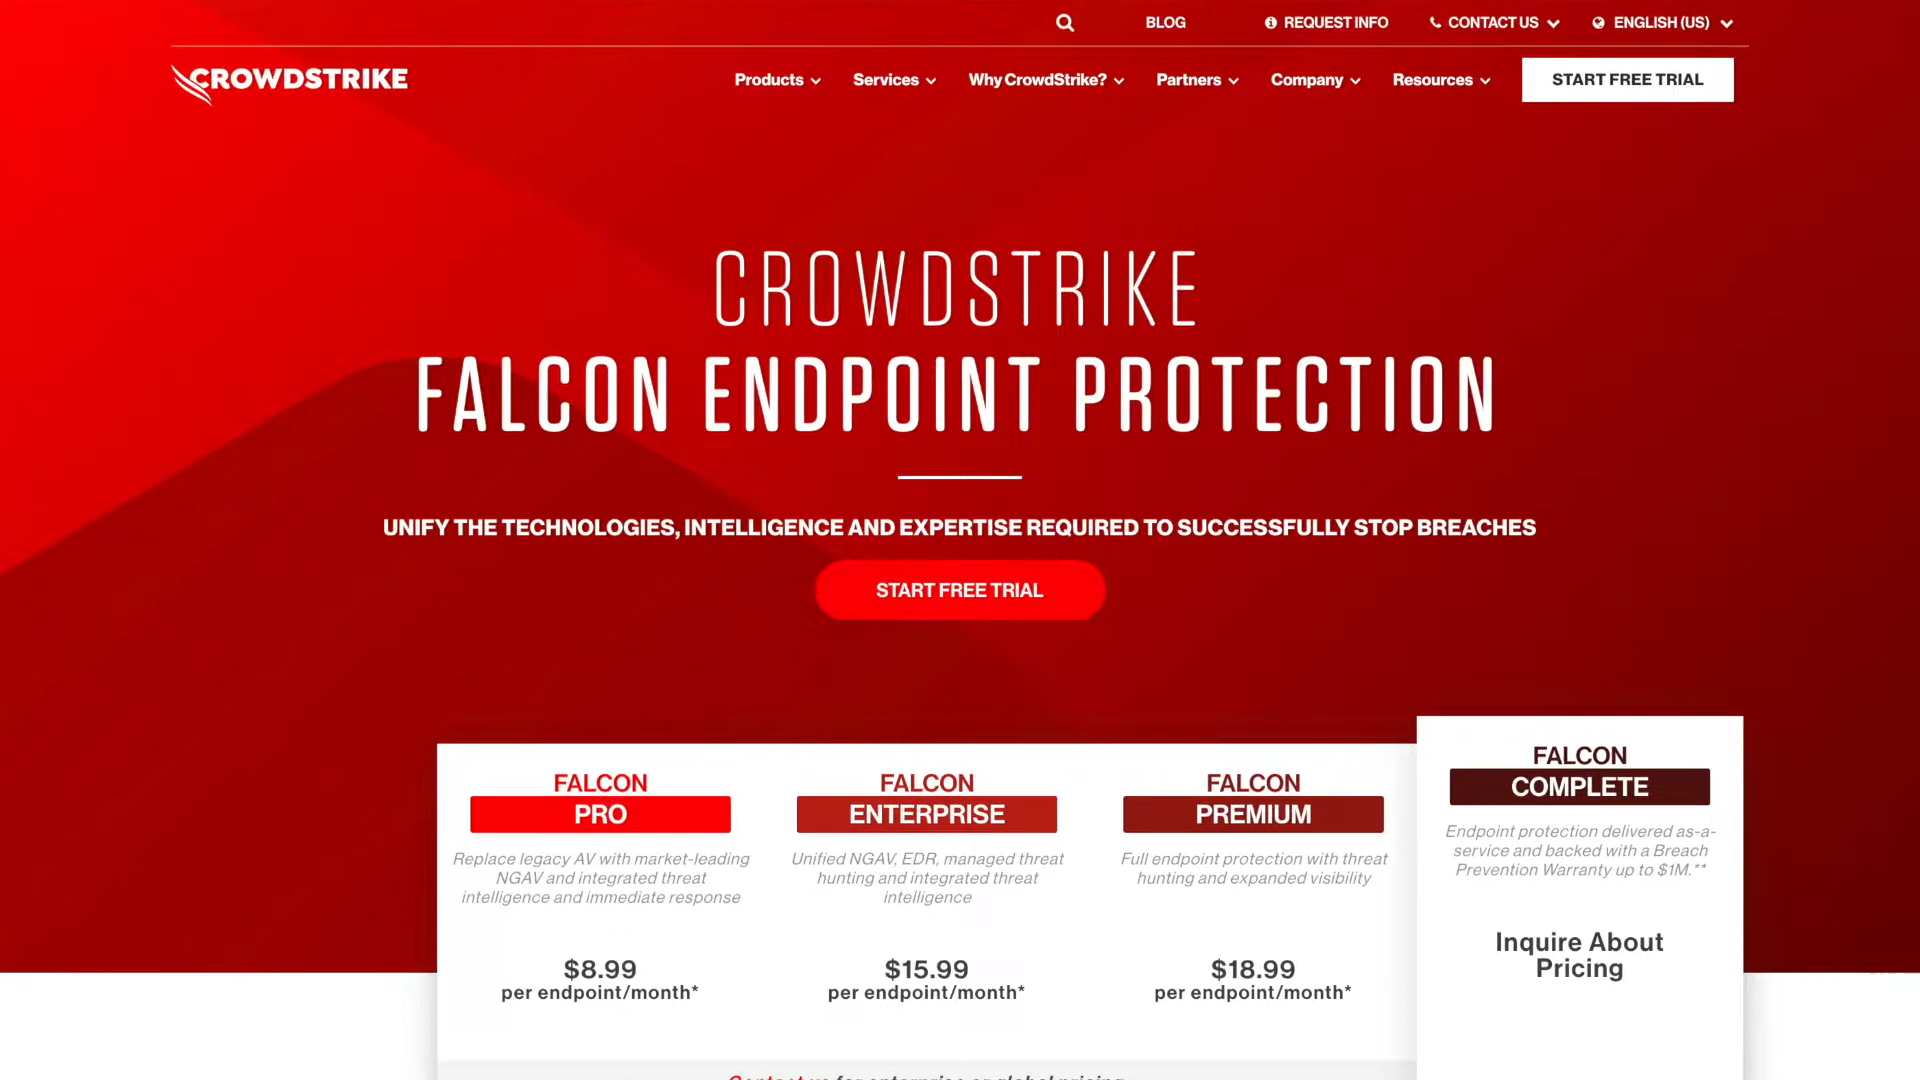 BLOG
REQUEST INFO
CONTACT US
ENGLISH (US)
CROWDSTRIKE
Products
Services
Why CrowdStrike?
Partners
Company
Resources
START FREE TRIAL
CROWDSTRIKE
FALCON ENDPOINT PROTECTION
UNIFY THE TECHNOLOGIES, INTELLIGENCE AND EXPERTISE REQUIRED TO SUCCESSFULLY STOP BREACHES
START FREE TRIAL
FALCON
PRO
Replace legacy AV with market-leading
NGAV and integrated threat
intelligence and immediate response
$8.99
per endpoint/month*
FALCON
ENTERPRISE
Unified NGAV, EDR, managed threat
hunting and integrated threat
intelligence
$15.99
per endpoint/month*
FALCON
PREMIUM
Full endpoint protection with threat
hunting and expanded visibility
$18.99
per endpoint/month*
FALCON
COMPLETE
Endpoint protection delivered as-a-
service and backed with a Breach
Prevention Warranty up to $1M.**
Inquire About
Pricing
Contact us for enterprise or global pricing